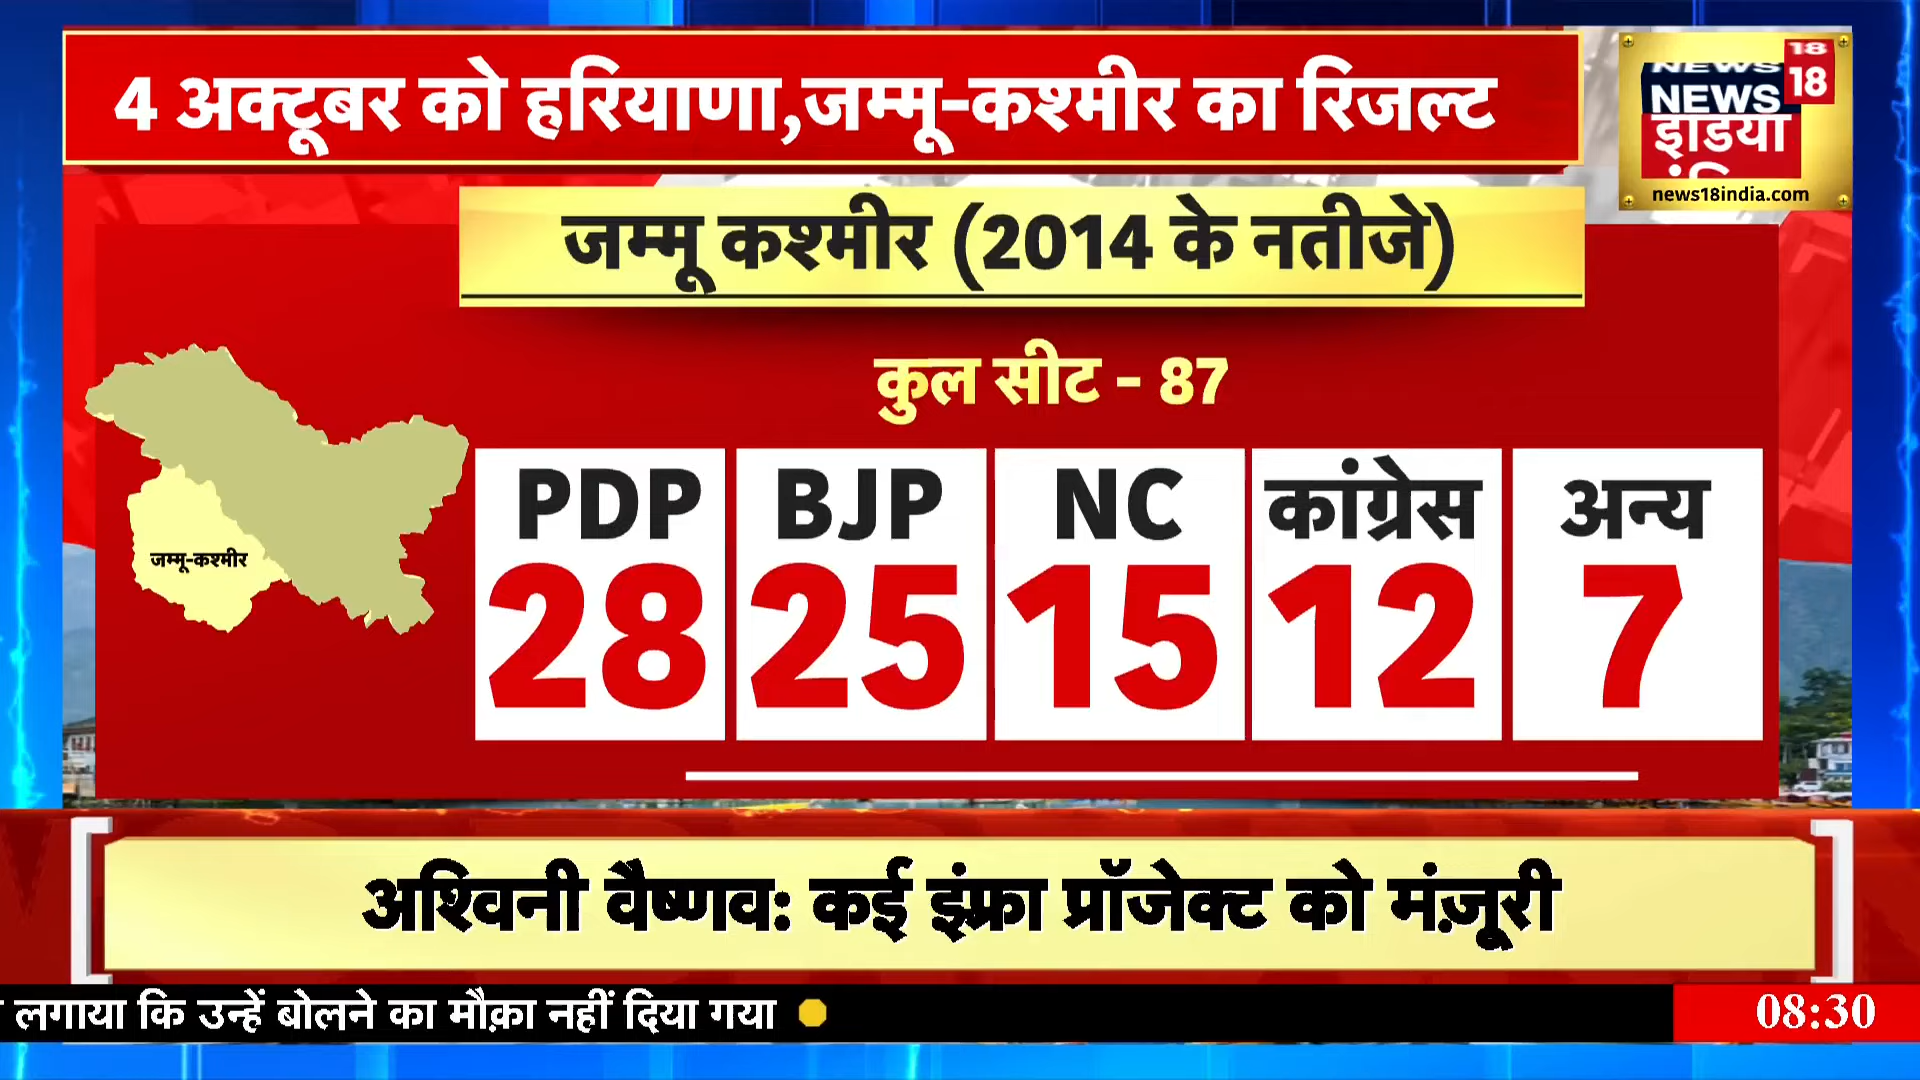 4 अक्टूबर को हरियाणा,जम्मू-कश्मीर का रिजल्ट
NEWS 18
NEWS 18
इंडिया
news18india.com
जम्मू कश्मीर (2014 के नतीजे)
कुल सीट - 87
PDP BJP NC कांग्रेस अन्य
28 25 15 12 7
जम्मू-कश्मीर
अश्विनी वैष्णव: कई इंफ्रा प्रॉजेक्ट को मंज़ूरी
लगाया कि उन्हें बोलने का मौक़ा नहीं दिया गया
08:30